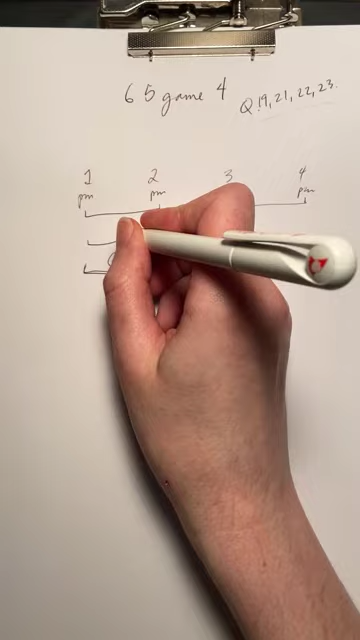 65 game 4
Q.19, 21, 22, 23.
1 2 3 4
pm pm pm